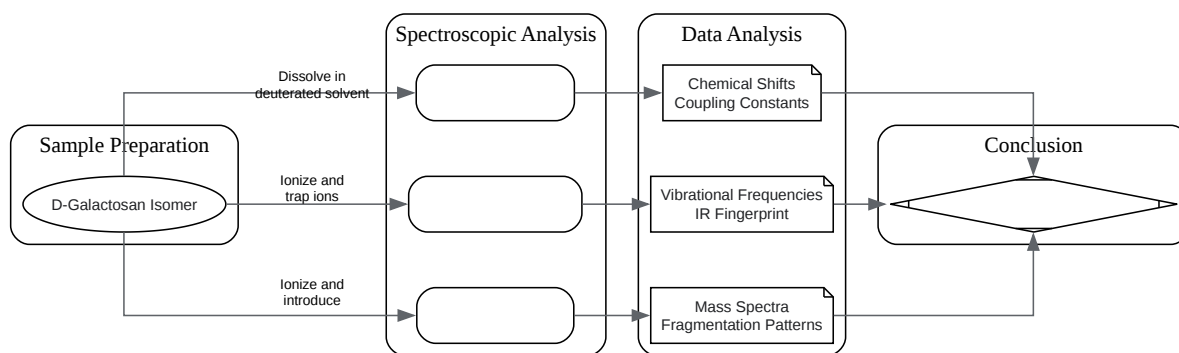 Spectroscopic Analysis
Data Analysis
Dissolve in
deuterated solvent
Chemical Shifts
Coupling Constants
Sample Preparation
Conclusion
D-Galactosan Isomer
Ionize and
trap ions
Vibrational Frequencies
IR Fingerprint
Ionize and
introduce
Mass Spectra
Fragmentation Patterns